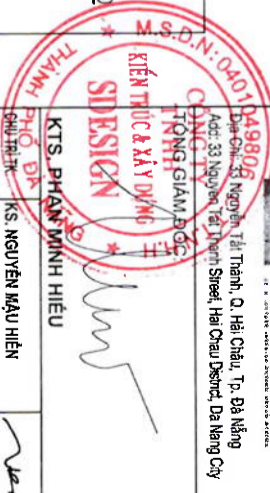 Địa Chỉ: 33 Nguyễn Tất Thành, Q. Hải Châu, Tp. Đà Nẵng
Add: 33 Nguyen Tat Thanh Street, Hai Chau District, Da Nang City
TỔNG GIÁM ĐỐC
M.S.D.N: 0401049806
CÔNG TY
KIẾN TRÚC & XÂY DỰNG
SDESIGN
THÀNH PHỐ ĐÀ NẴNG
KTS. PHAN MINH HIẾU
CHỦ TRÌ TK
KS. NGUYỄN MẬU HIỀN